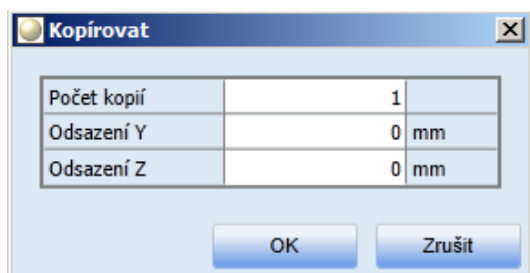 Kopírovat
Počet kopií 1
Odsazení Y 0 mm
Odsazení Z 0 mm
OK Zrušit